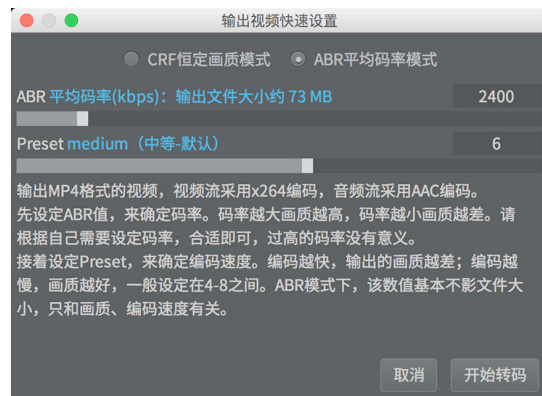 输出视频快速设置
CRF恒定画质模式 ABR平均码率模式
ABR 平均码率(kbps)：输出文件大小约 73 MB 2400
Preset medium（中等-默认） 6
输出MP4格式的视频，视频流采用x264编码，音频流采用AAC编码。
先设定ABR值，来确定码率。码率越大画质越高，码率越小画质越差。请
根据自己需要设定码率，合适即可，过高的码率没有意义。
接着设定Preset，来确定编码速度。编码越快，输出的画质越差；编码越
慢，画质越好，一般设定在4-8之间。ABR模式下，该数值基本不影文件大
小，只和画质、编码速度有关。
取消 开始转码